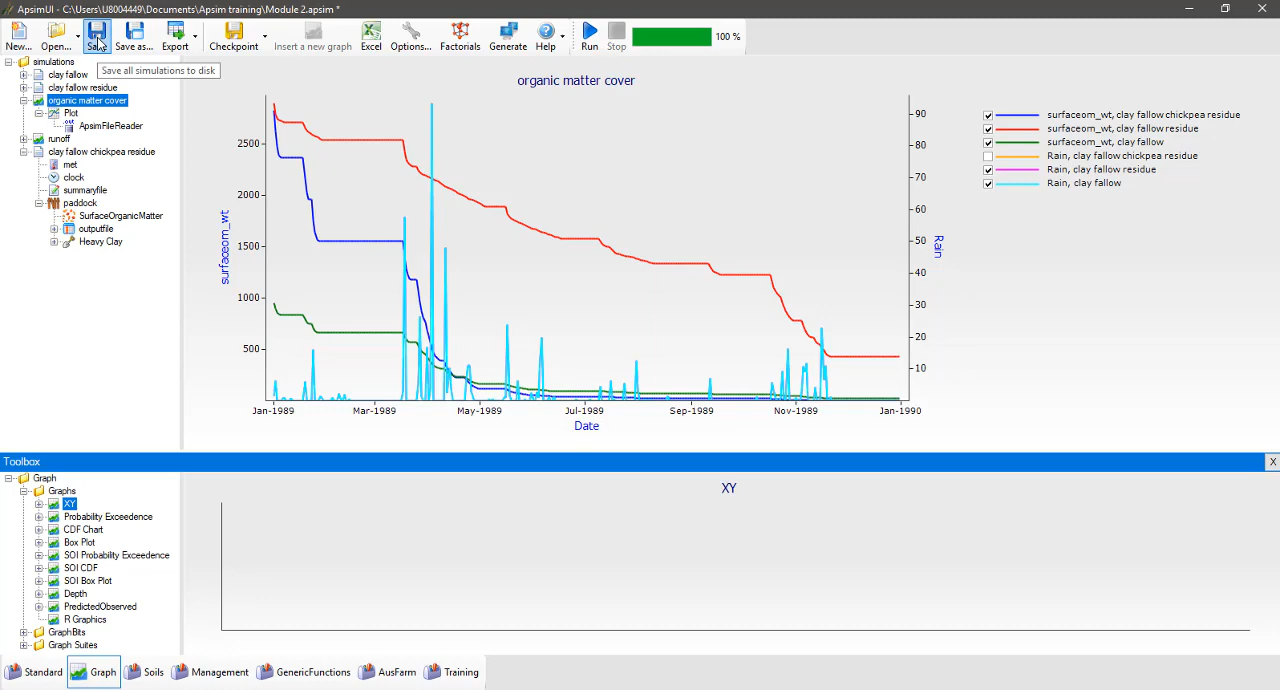 ApsimUI - C:\Users\U8004449\Documents\Apsim training\Module 2.apsim *
New... Open... Save Save as... Export Checkpoint Insert a new graph Excel Options... Factorials Generate Help Run Stop 100 %
Save all simulations to disk
simulations
clay fallow
clay fallow residue
organic matter cover
Plot
ApsimFileReader
runoff
clay fallow chickpea residue
met
clock
summaryfile
paddock
SurfaceOrganicMatter
outputfile
Heavy Clay
organic matter cover
2500
2000
1500
1000
500
surfaceom_wt
90
80
70
60
50
40
30
20
10
Rain
Jan-1989 Mar-1989 May-1989 Jul-1989 Sep-1989 Nov-1989 Jan-1990
Date
surfaceom_wt, clay fallow chickpea residue
surfaceom_wt, clay fallow residue
surfaceom_wt, clay fallow
Rain, clay fallow chickpea residue
Rain, clay fallow residue
Rain, clay fallow
Toolbox X
Graph
Graphs
XY
Probability Exceedence
CDF Chart
Box Plot
SOI Probability Exceedence
SOI CDF
SOI Box Plot
Depth
PredictedObserved
R Graphics
GraphBits
Graph Suites
XY
Standard Graph Soils Management GenericFunctions AusFarm Training